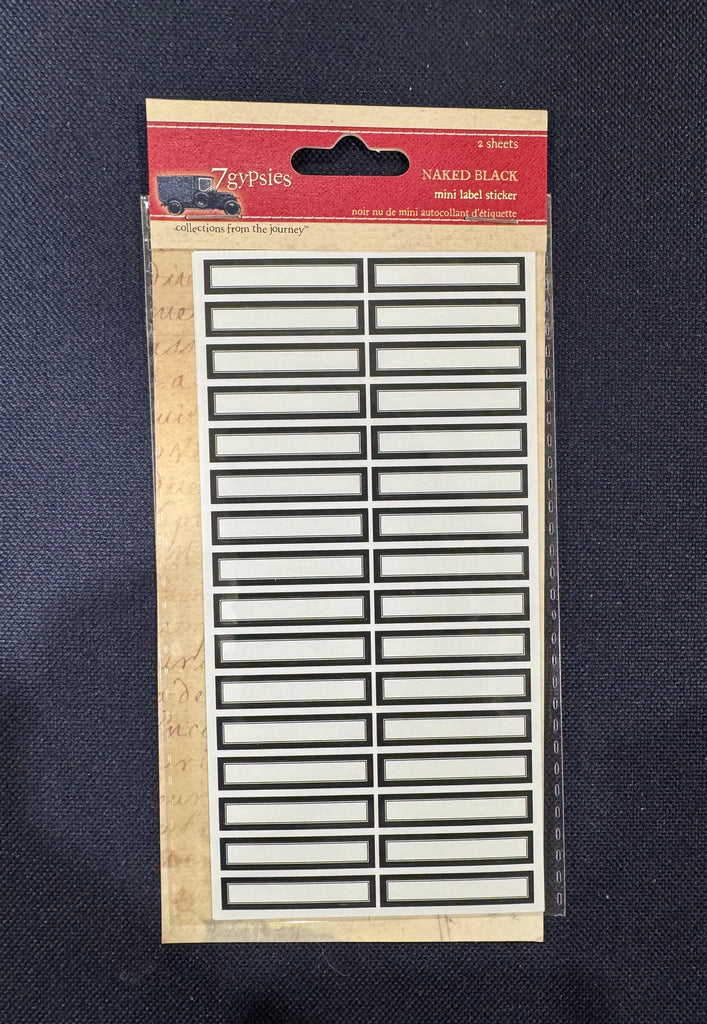 2 sheets
7gypsies
NAKED BLACK
mini label sticker
noir nu de mini autocollant d'étiquette
collections from the journey™